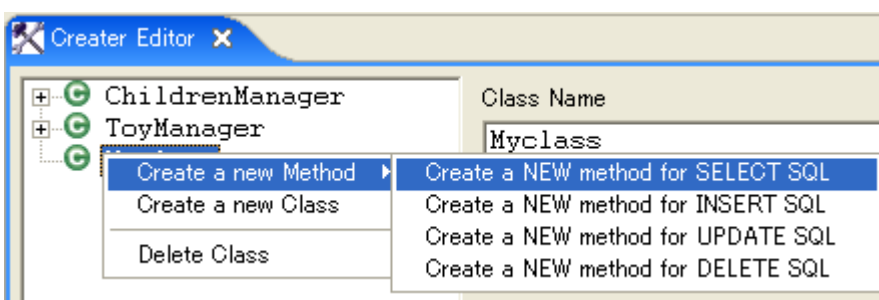 Creater Editor
ChildrenManager
Class Name
ToyManager
Myclass
Create a new Method
Create a NEW method for SELECT SQL
Create a new Class
Create a NEW method for INSERT SQL
Create a NEW method for UPDATE SQL
Delete Class
Create a NEW method for DELETE SQL